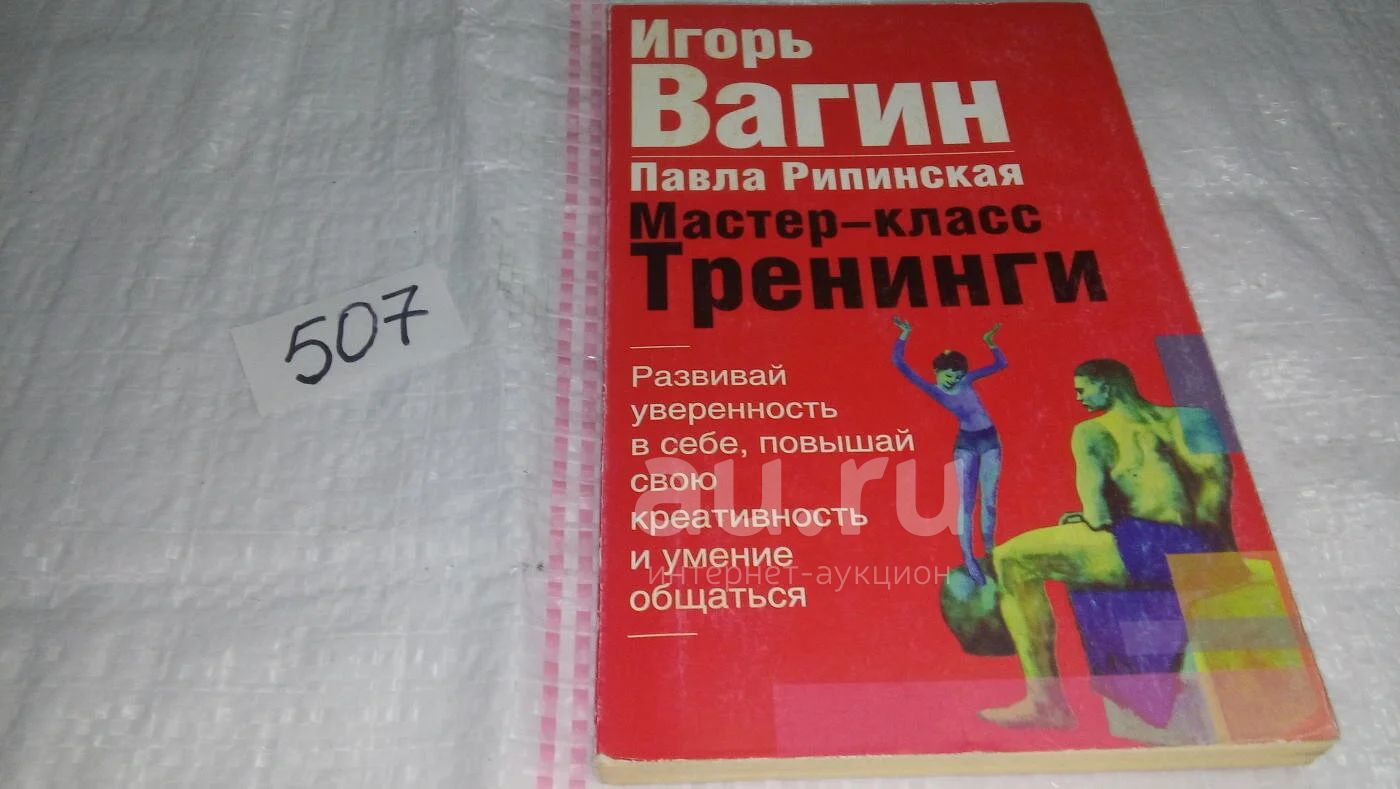 507
Игорь
Вагин
Павла Рипинская
Мастер–класс
Тренинги
Развивай
уверенность
в себе, повышай
свою
креативность
и умение
общаться
au.ru
интернет-аукцион